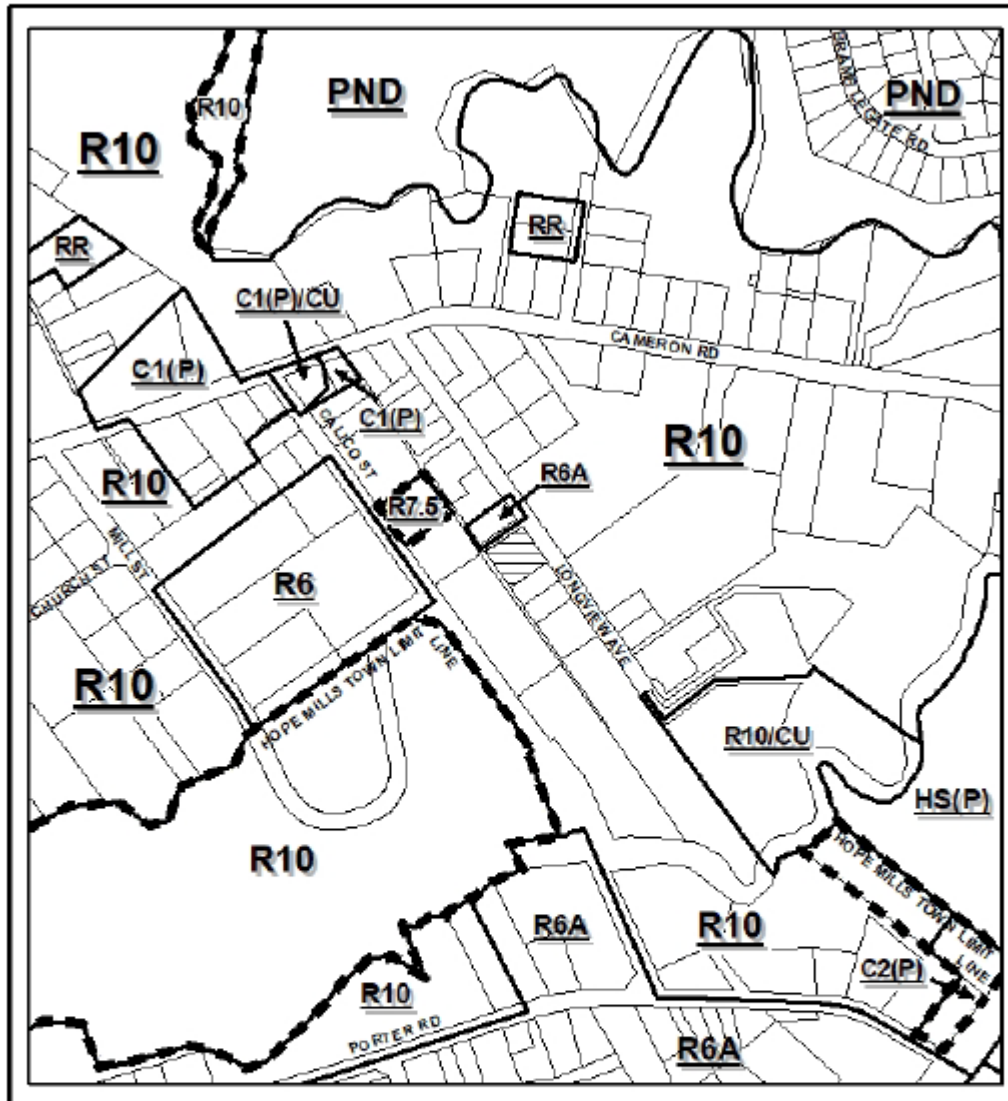 R10
PND
PND
BRAMBLEGATE RD
R10
RR
RR
C1(P)/CU
CAMERON RD
C1(P)
C1(P)
CALICO ST
R10
R6A
R10
R7.5
MILL ST
CHURCH ST
R6
LONGVIEW AVE
HOPE MILLS TOWN LIMIT
LINE
R10
R10/CU
HS(P)
HOPE MILLS TOWN LIMIT
LINE
R10
R6A
R10
C2(P)
R10
PORTER RD
R6A